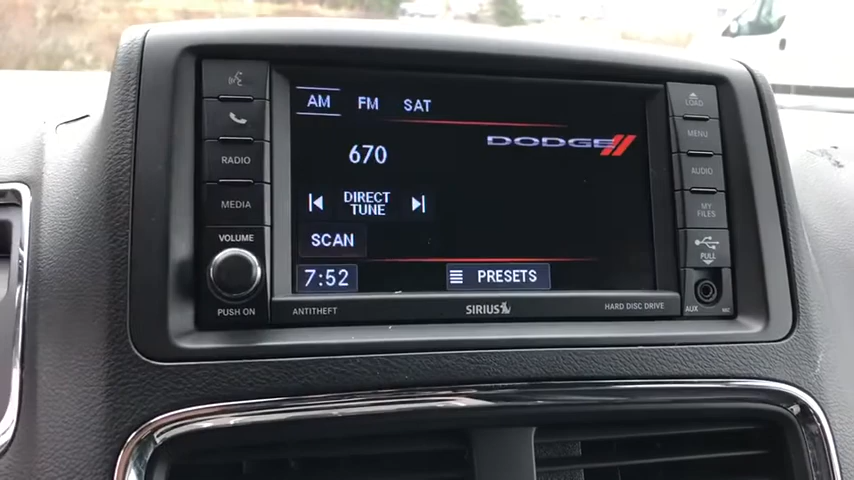 AM FM SAT
LOAD
MENU
RADIO
670
DODGE
AUDIO
MEDIA
DIRECT
TUNE
MY
FILES
VOLUME
SCAN
PULL
7:52
PRESETS
PUSH ON
ANTITHEFT
SIRIUS
HARD DISC DRIVE
AUX
MIC